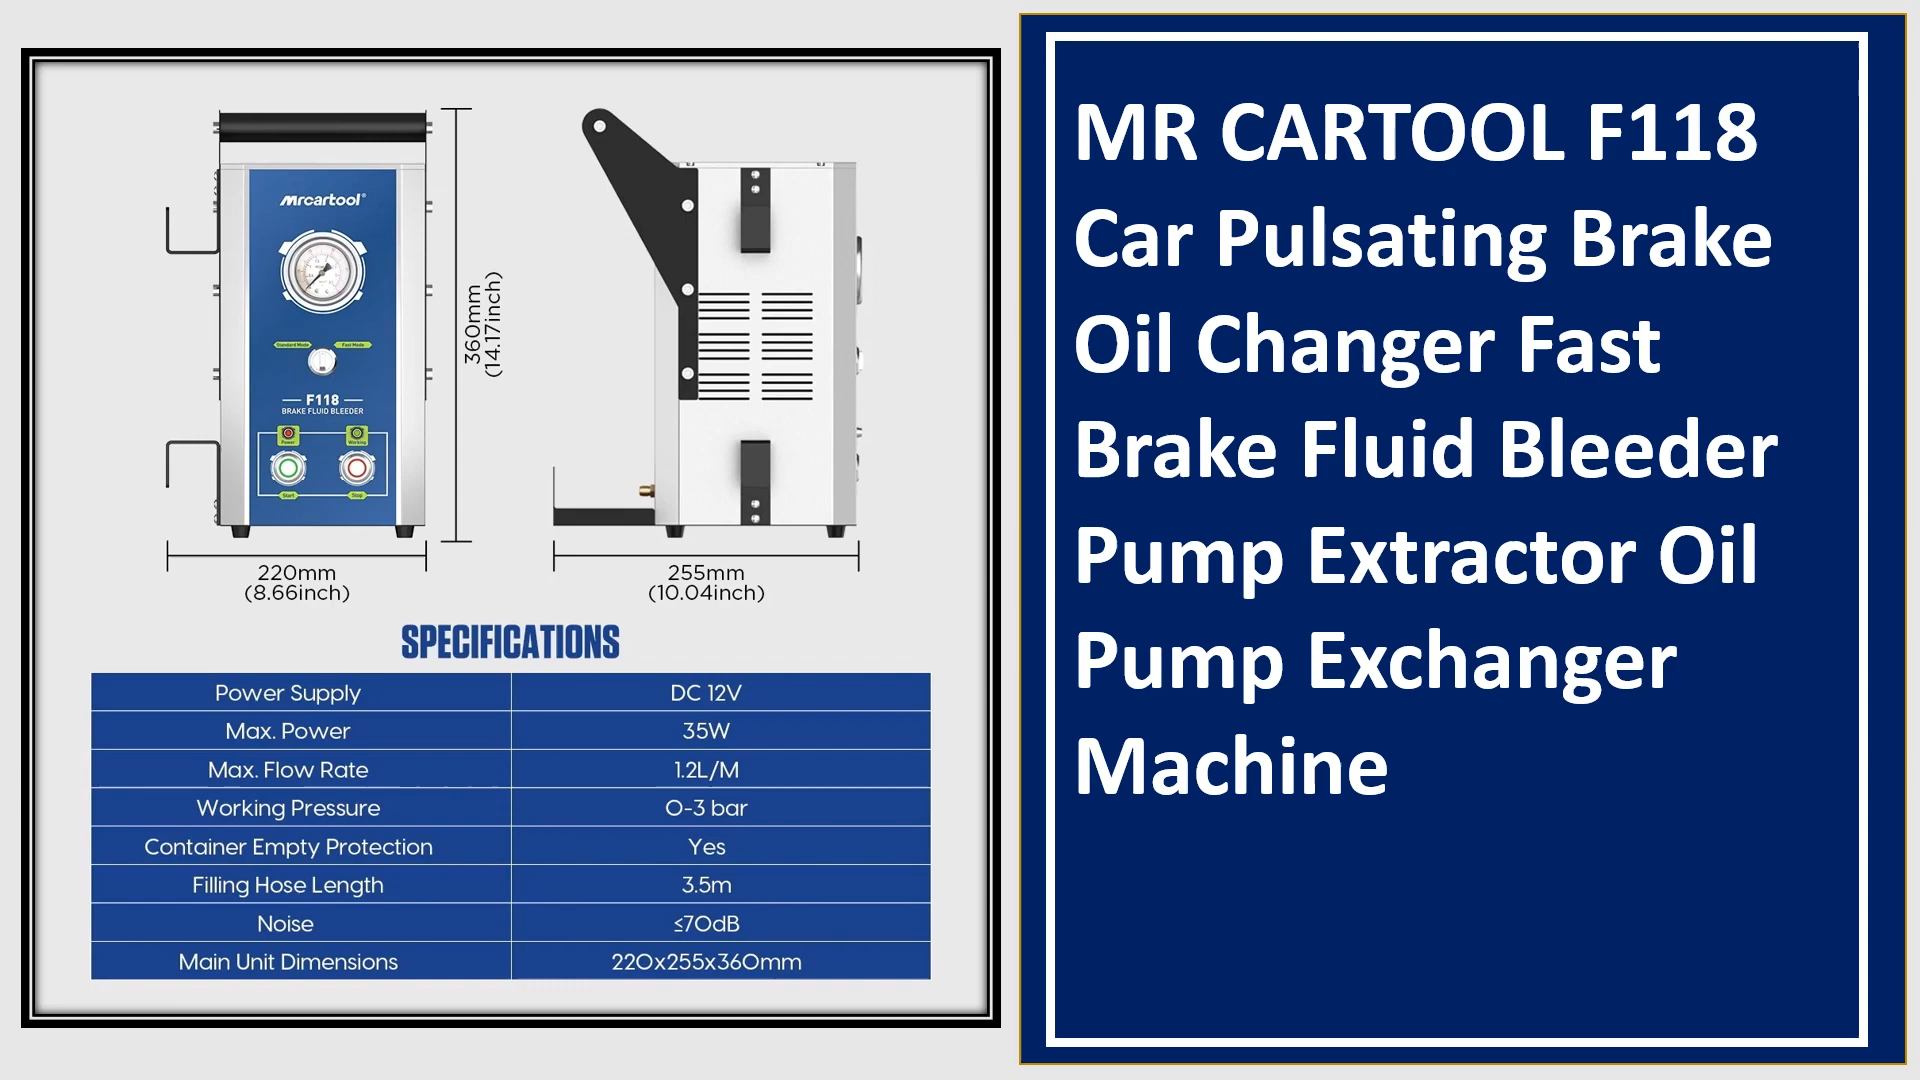 Mrcartool®
Standard Mode
Fast Mode
F118
BRAKE FLUID BLEEDER
Power
Working
Start
Stop
360mm
(14.17inch)
220mm
(8.66inch)
255mm
(10.04inch)
SPECIFICATIONS
Power Supply DC 12V
Max. Power 35W
Max. Flow Rate 1.2L/M
Working Pressure 0-3 bar
Container Empty Protection Yes
Filling Hose Length 3.5m
Noise ≤70dB
Main Unit Dimensions 220x255x360mm
MR CARTOOL F118
Car Pulsating Brake
Oil Changer Fast
Brake Fluid Bleeder
Pump Extractor Oil
Pump Exchanger
Machine